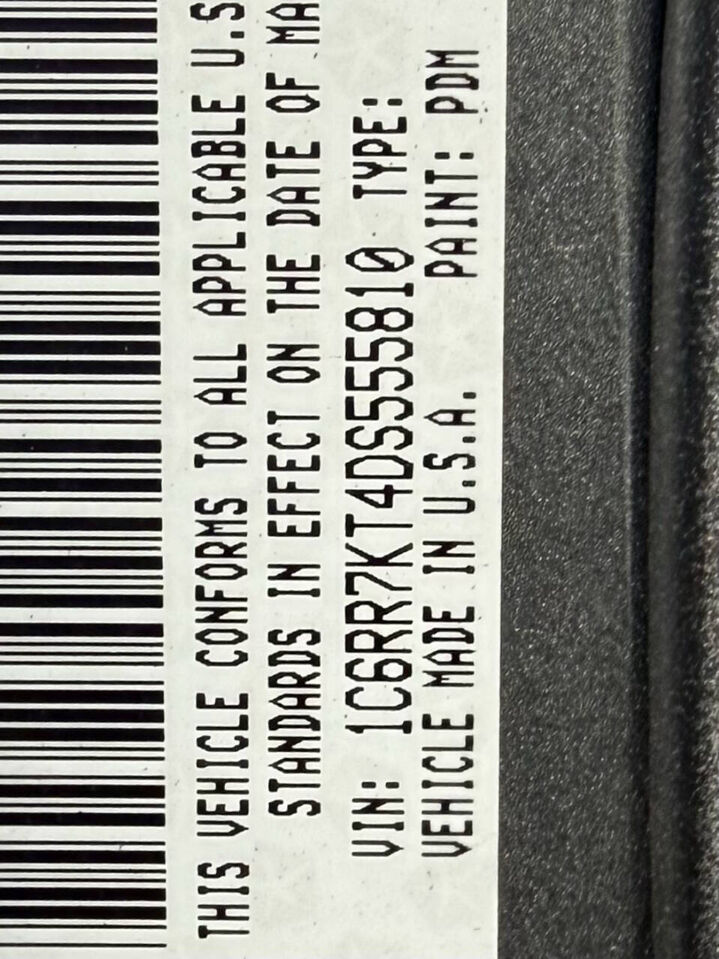 THIS VEHICLE CONFORMS TO ALL APPLICABLE U.S
STANDARDS IN EFFECT ON THE DATE OF MA
VIN: 1C6RR7KT4DS555810 TYPE:
VEHICLE MADE IN U.S.A. PAINT: PDM